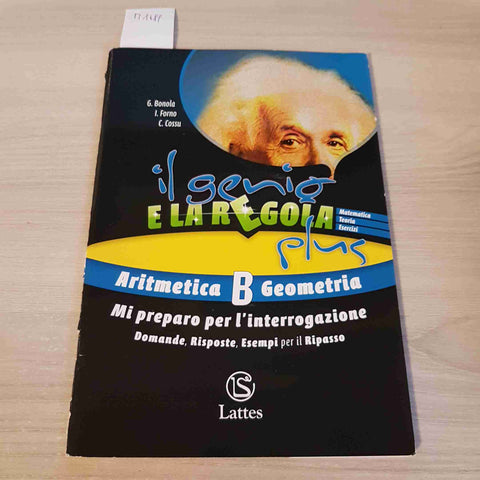 G. Bonola
I. Forno
C. Cossu
il genio
E LA REGOLA
plus
Matematica
Teoria
Esercizi
Aritmetica B Geometria
Mi preparo per l'interrogazione
Domande, Risposte, Esempi per il Ripasso
LS
Lattes